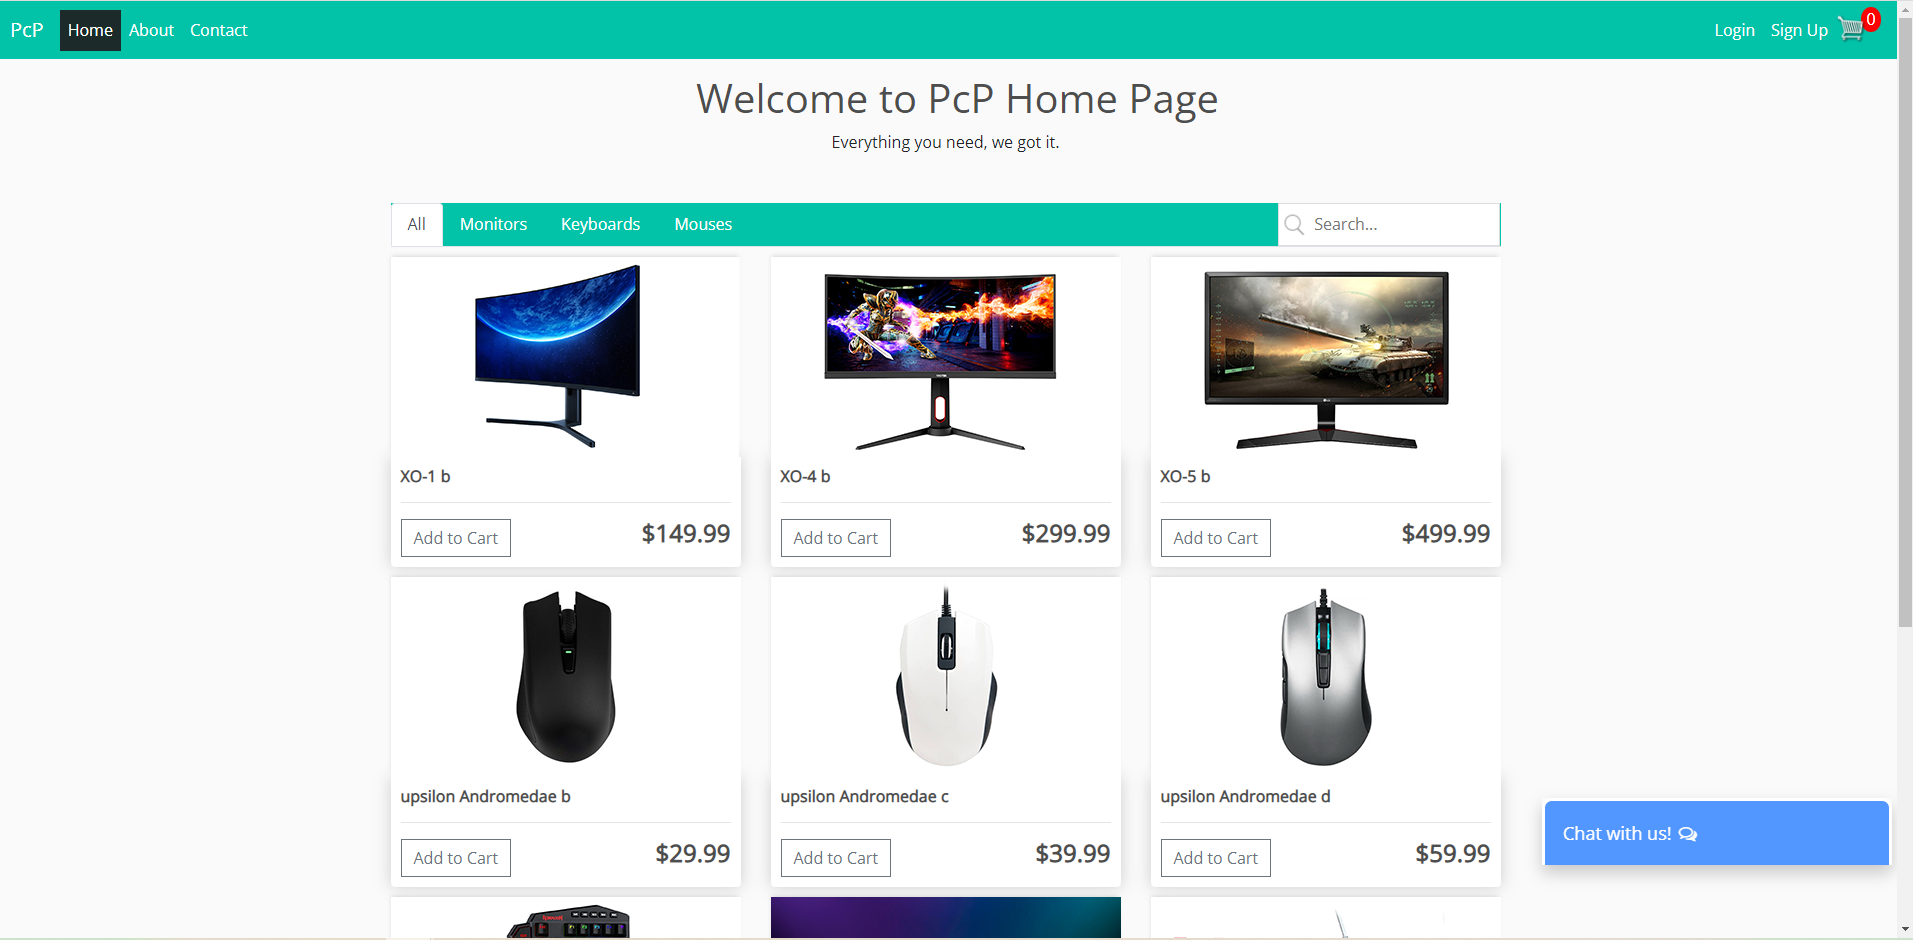 PcP Home About Contact Login Sign Up 0
Welcome to PcP Home Page
Everything you need, we got it.
All Monitors Keyboards Mouses Search...
XO-1 b
Add to Cart $149.99
XO-4 b
Add to Cart $299.99
XO-5 b
Add to Cart $499.99
upsilon Andromedae b
Add to Cart $29.99
upsilon Andromedae c
Add to Cart $39.99
upsilon Andromedae d
Add to Cart $59.99
Chat with us!